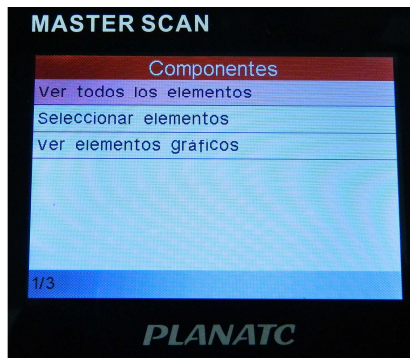 MASTER SCAN
Componentes
Ver todos los elementos
Seleccionar elementos
Ver elementos gráficos
1/3
PLANATC